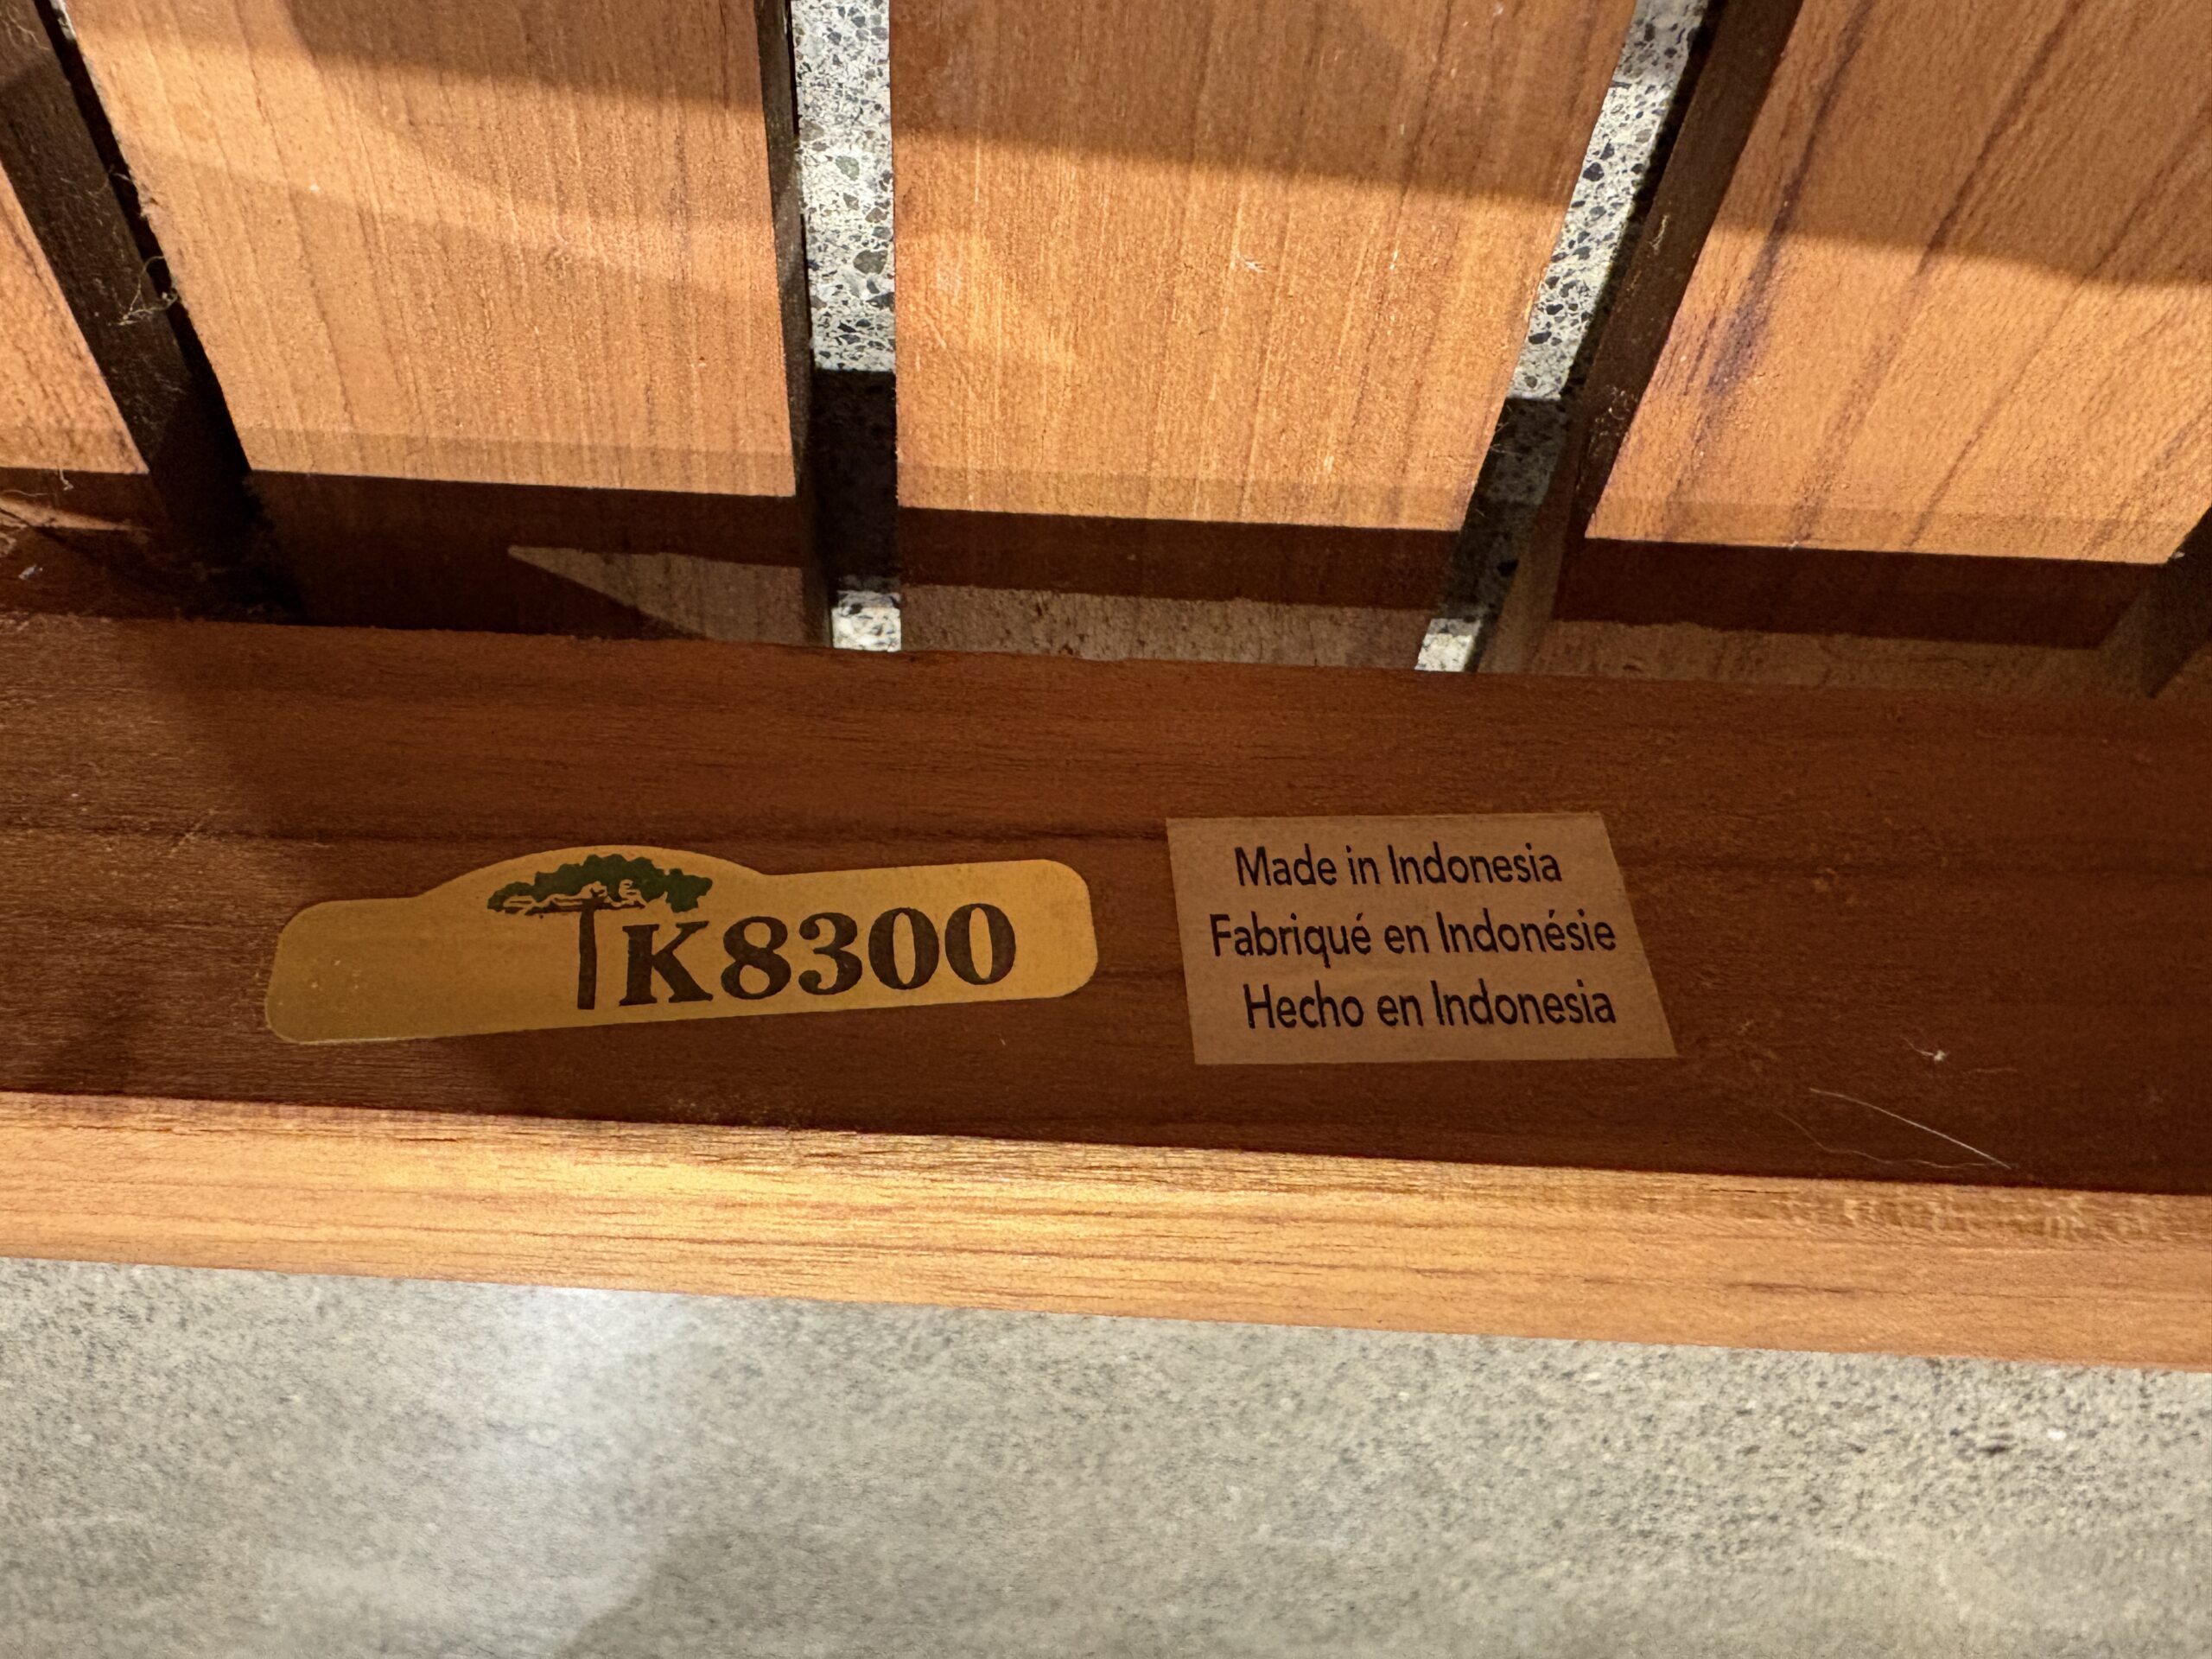 TK8300
Made in Indonesia
Fabriqué en Indonésie
Hecho en Indonesia